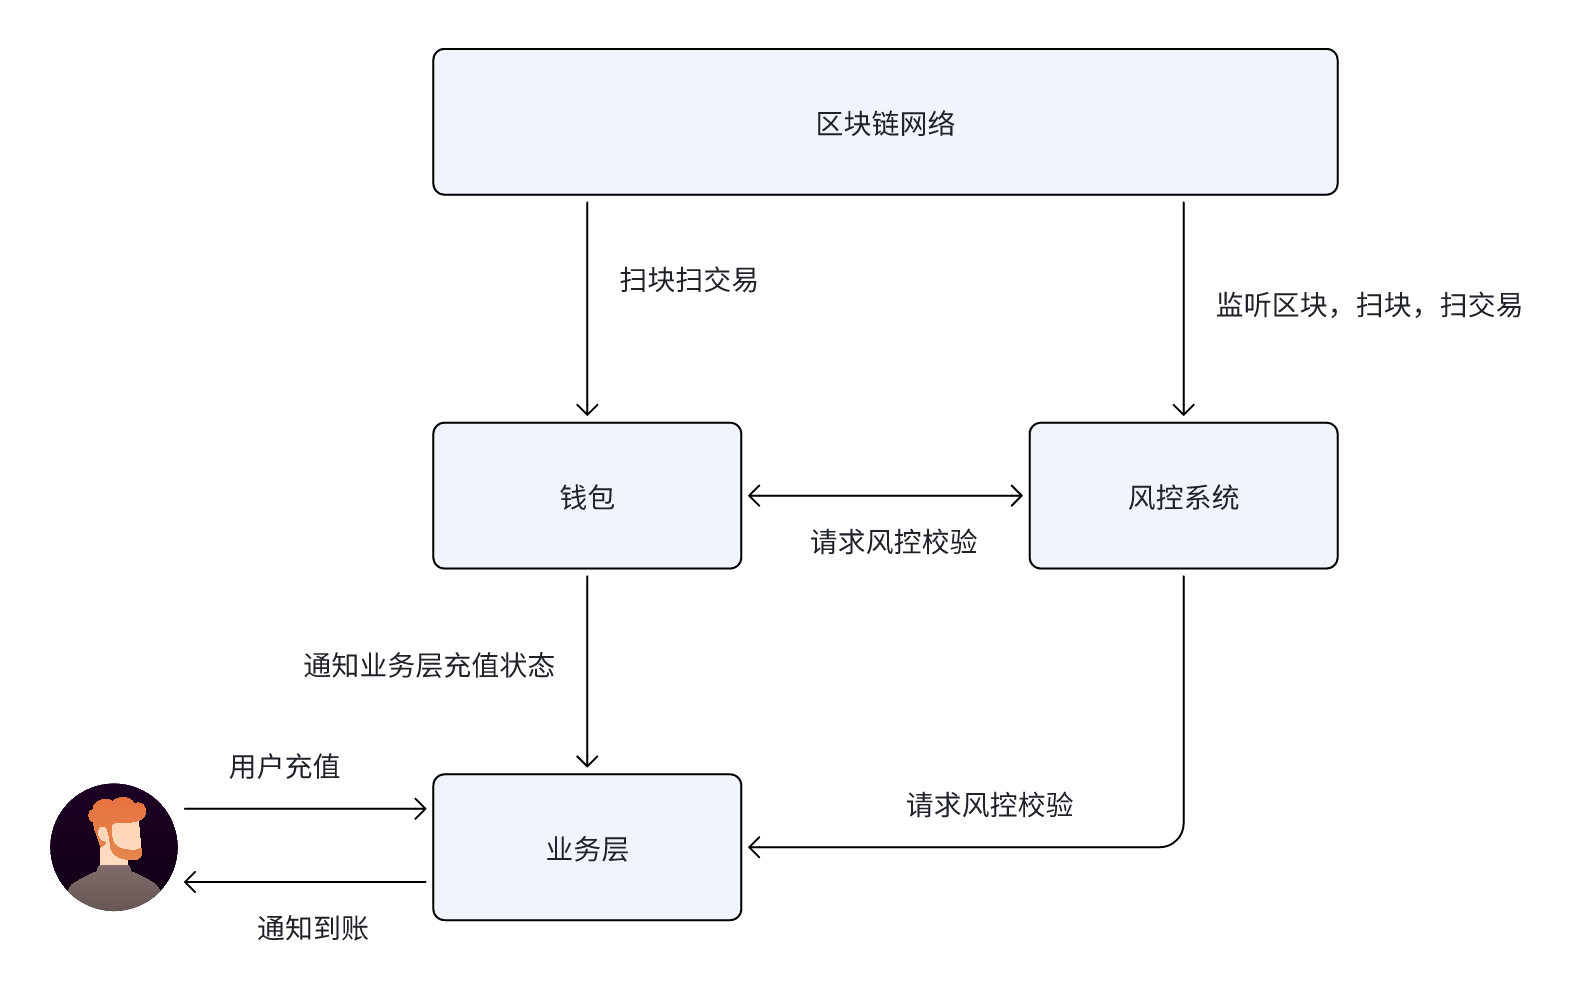 区块链网络
扫块扫交易
监听区块，扫块，扫交易
钱包
风控系统
请求风控校验
通知业务层充值状态
用户充值
请求风控校验
业务层
通知到账